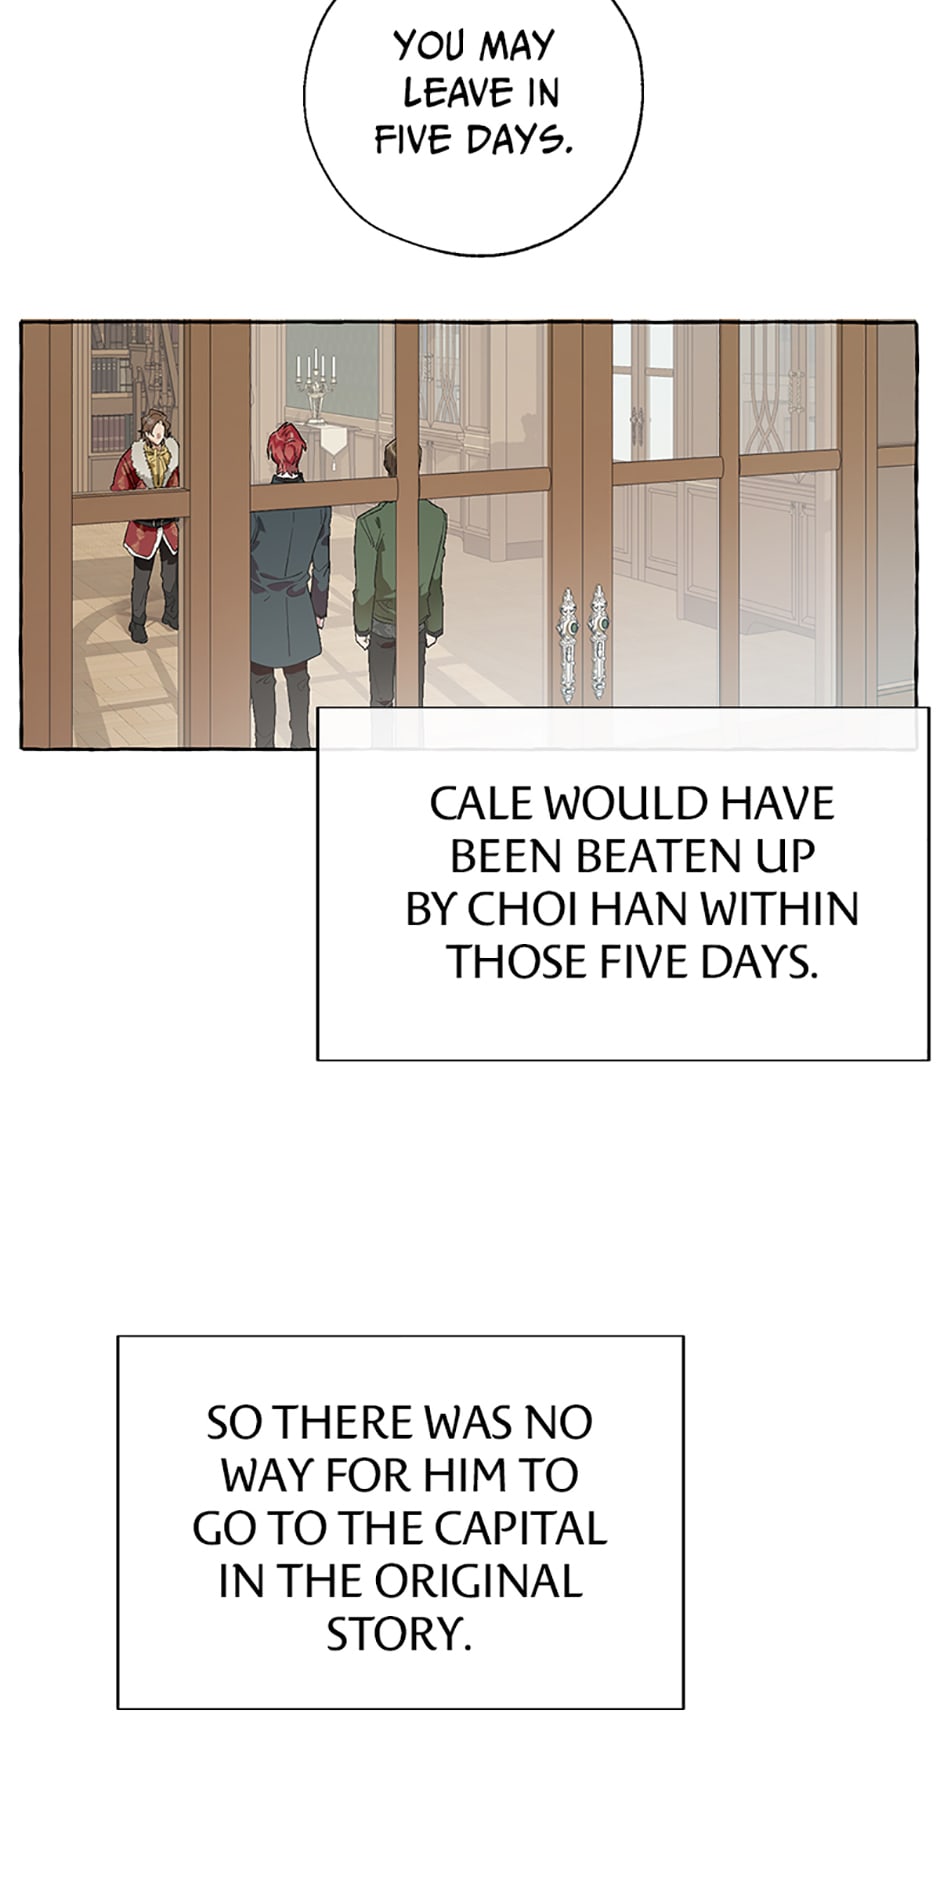 YOU MAY
LEAVE IN
FIVE DAYS.
CALE WOULD HAVE
BEEN BEATEN UP
BY CHOI HAN WITHIN
THOSE FIVE DAYS.
SO THERE WAS NO
WAY FOR HIM TO
GO TO THE CAPITAL
IN THE ORIGINAL
STORY.